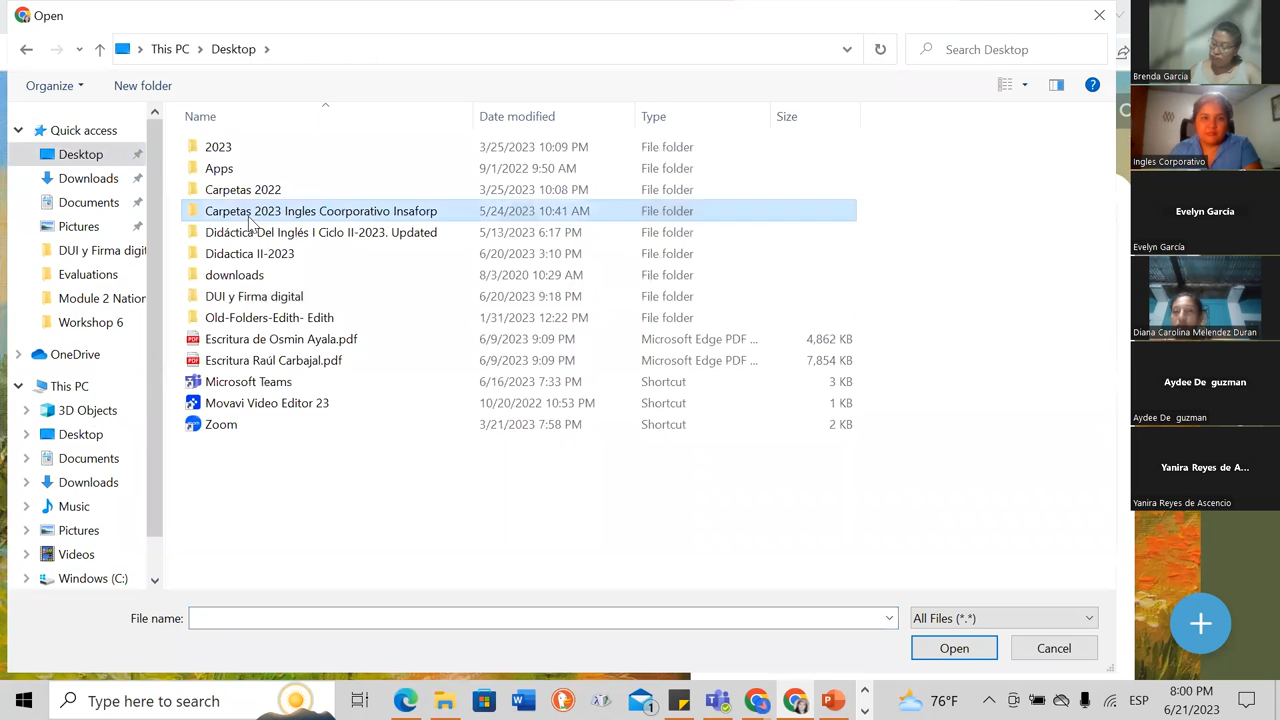 Open
This PC
Desktop
Search Desktop
Organize
New folder
Name
Date modified
Type
Size
Quick access
Desktop
Downloads
Documents
Pictures
DUI y Firma digit
Evaluations
Module 2 Nation
Workshop 6
OneDrive
This PC
3D Objects
Desktop
Documents
Downloads
Music
Pictures
Videos
Windows (C:)
2023 3/25/2023 10:09 PM File folder
Apps 9/1/2022 9:50 AM File folder
Carpetas 2022 3/25/2023 10:08 PM File folder
Carpetas 2023 Ingles Coorporativo Insaforp 5/24/2023 10:41 AM File folder
Didáctica Del Inglés I Ciclo II-2023. Updated 5/13/2023 6:17 PM File folder
Didactica II-2023 6/20/2023 3:10 PM File folder
downloads 8/3/2020 10:29 AM File folder
DUI y Firma digital 6/20/2023 9:18 PM File folder
Old-Folders-Edith- Edith 1/31/2023 12:22 PM File folder
Escritura de Osmin Ayala.pdf 6/9/2023 9:09 PM Microsoft Edge PDF ... 4,862 KB
Escritura Raúl Carbajal.pdf 6/9/2023 9:09 PM Microsoft Edge PDF ... 7,854 KB
Microsoft Teams 6/16/2023 7:33 PM Shortcut 3 KB
Movavi Video Editor 23 10/20/2022 10:53 PM Shortcut 1 KB
Zoom 3/21/2023 7:58 PM Shortcut 2 KB
File name:
All Files (*.*)
Open
Cancel
Brenda Garcia
Ingles Corporativo
Evelyn García
Evelyn García
Diana Carolina Melendez Duran
Aydee De guzman
Aydee De guzman
Yanira Reyes de A...
Yanira Reyes de Ascencio
Type here to search
1
76°F
ESP
8:00 PM
6/21/2023